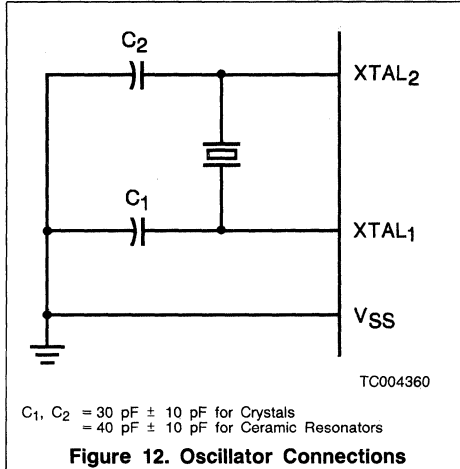 C2
XTAL2
C1
XTAL1
VSS
TC004360
C1, C2 = 30 pF ± 10 pF for Crystals
= 40 pF ± 10 pF for Ceramic Resonators
Figure 12. Oscillator Connections